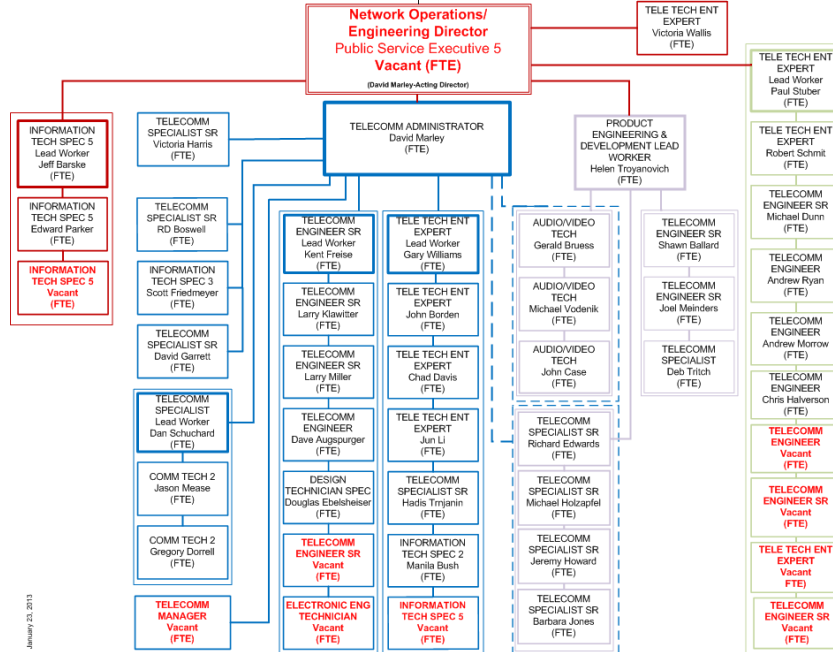 Network Operations/
Engineering Director
Public Service Executive 5
Vacant (FTE)
(David Marley-Acting Director)
TELE TECH ENT
EXPERT
Victoria Wallis
(FTE)
INFORMATION
TECH SPEC 5
Lead Worker
Jeff Barske
(FTE)
INFORMATION
TECH SPEC 5
Edward Parker
(FTE)
INFORMATION
TECH SPEC 5
Vacant
(FTE)
TELECOMM ADMINISTRATOR
David Marley
(FTE)
TELECOMM
SPECIALIST SR
Victoria Harris
(FTE)
TELECOMM
SPECIALIST SR
RD Boswell
(FTE)
INFORMATION
TECH SPEC 3
Scott Friedmeyer
(FTE)
TELECOMM
SPECIALIST SR
David Garrett
(FTE)
TELECOMM
SPECIALIST
Lead Worker
Dan Schuchard
(FTE)
COMM TECH 2
Jason Mease
(FTE)
COMM TECH 2
Gregory Dorrell
(FTE)
TELECOMM
MANAGER
Vacant
(FTE)
TELECOMM
ENGINEER SR
Lead Worker
Kent Freise
(FTE)
TELECOMM
ENGINEER SR
Larry Klawitter
(FTE)
TELECOMM
ENGINEER SR
Larry Miller
(FTE)
TELECOMM
ENGINEER
Dave Augspurger
(FTE)
DESIGN
TECHNICIAN SPEC
Douglas Ebelsheiser
(FTE)
TELECOMM
ENGINEER SR
Vacant
(FTE)
ELECTRONIC ENG
TECHNICIAN
Vacant
(FTE)
TELE TECH ENT
EXPERT
Lead Worker
Gary Williams
(FTE)
TELE TECH ENT
EXPERT
John Borden
(FTE)
TELE TECH ENT
EXPERT
Chad Davis
(FTE)
TELE TECH ENT
EXPERT
Jun Li
(FTE)
TELECOMM
SPECIALIST SR
Hadis Trnjanin
(FTE)
INFORMATION
TECH SPEC 2
Manila Bush
(FTE)
INFORMATION
TECH SPEC 5
Vacant
(FTE)
PRODUCT
ENGINEERING &
DEVELOPMENT LEAD
WORKER
Helen Troyanovich
(FTE)
AUDIO/VIDEO
TECH
Gerald Bruess
(FTE)
AUDIO/VIDEO
TECH
Michael Vodenik
(FTE)
AUDIO/VIDEO
TECH
John Case
(FTE)
TELECOMM
SPECIALIST SR
Richard Edwards
(FTE)
TELECOMM
SPECIALIST SR
Michael Holzapfel
(FTE)
TELECOMM
SPECIALIST SR
Jeremy Howard
(FTE)
TELECOMM
SPECIALIST SR
Barbara Jones
(FTE)
TELECOMM
ENGINEER SR
Shawn Ballard
(FTE)
TELECOMM
ENGINEER SR
Joel Meinders
(FTE)
TELECOMM
SPECIALIST
Deb Tritch
(FTE)
TELE TECH ENT
EXPERT
Lead Worker
Paul Stuber
(FTE)
TELE TECH ENT
EXPERT
Robert Schmit
(FTE)
TELECOMM
ENGINEER SR
Michael Dunn
(FTE)
TELECOMM
ENGINEER
Andrew Ryan
(FTE)
TELECOMM
ENGINEER
Andrew Morrow
(FTE)
TELECOMM
ENGINEER
Chris Halverson
(FTE)
TELECOMM
ENGINEER
Vacant
(FTE)
TELECOMM
ENGINEER SR
Vacant
(FTE)
TELE TECH ENT
EXPERT
Vacant
FTE)
TELECOMM
ENGINEER SR
Vacant
(FTE)
January 23, 2013